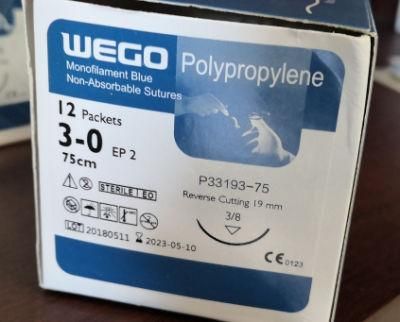 WEGO
Polypropylene
Monofilament Blue
Non-Absorbable Sutures
12 Packets
3-0 EP 2
75cm
P33193-75
STERILE EO
Reverse Cutting 19 mm
3/8
LOT 20180511 2023-05-10
CE 0123